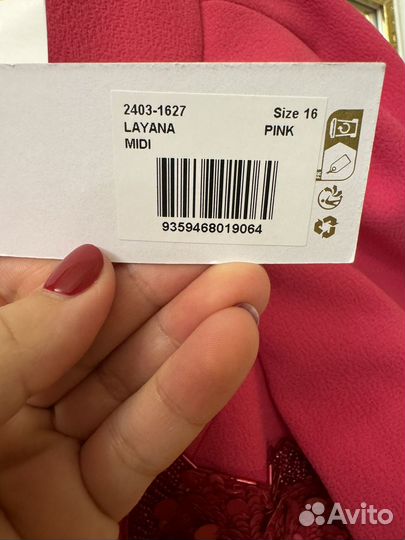 2403-1627 Size 16
LAYANA PINK
MIDI
9359468019064
Avito